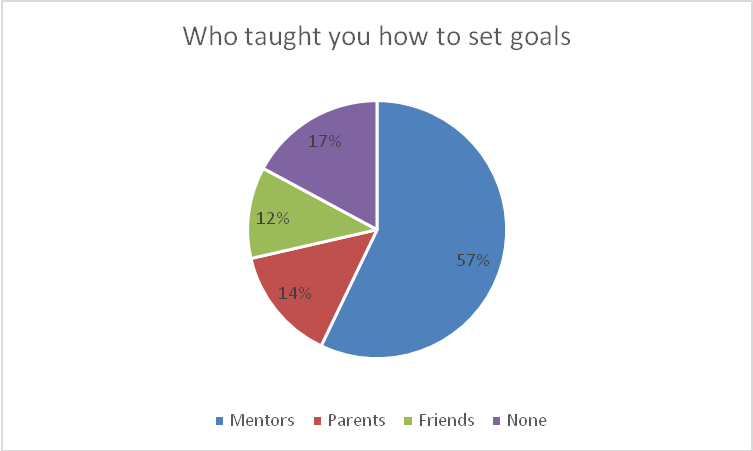 Who taught you how to set goals
17%
12%
57%
14%
Mentors Parents Friends None